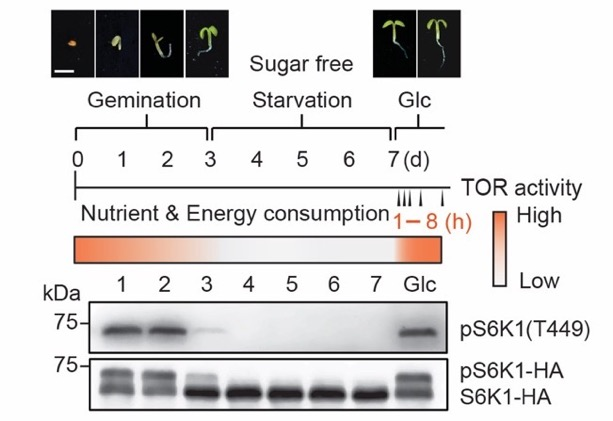 Sugar free
Gemination Starvation Glc
0 1 2 3 4 5 6 7 (d)
TOR activity
Nutrient & Energy consumption 1–8 (h)
High
Low
kDa 1 2 3 4 5 6 7 Glc
75 pS6K1(T449)
75 pS6K1-HA
S6K1-HA